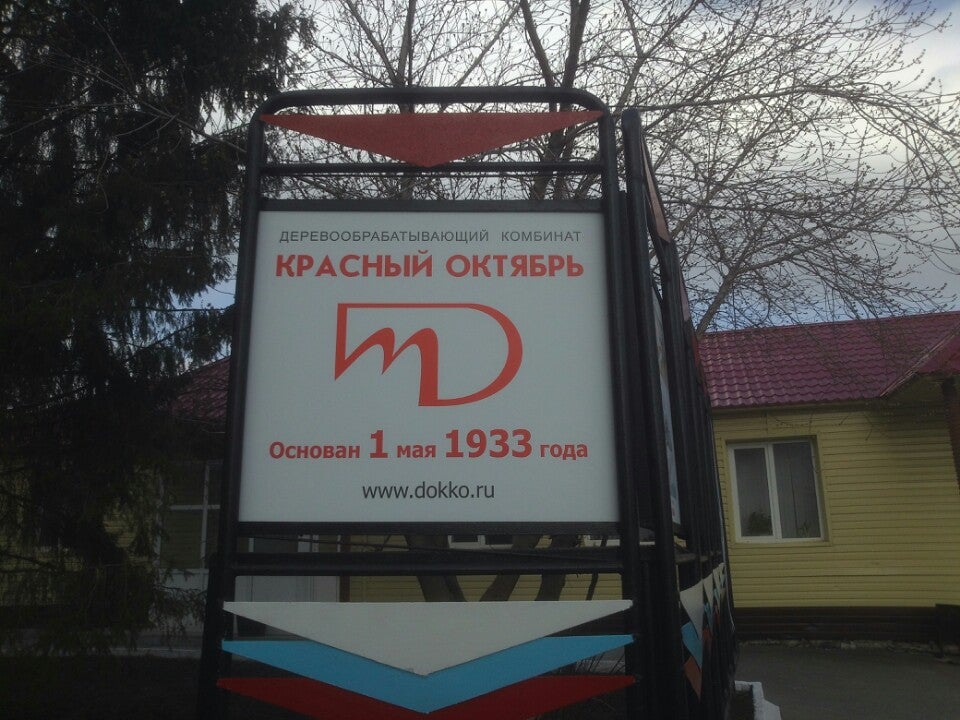 ДЕРЕВООБРАБАТЫВАЮЩИЙ КОМБИНАТ
КРАСНЫЙ ОКТЯБРЬ
Основан 1 мая 1933 года
www.dokko.ru